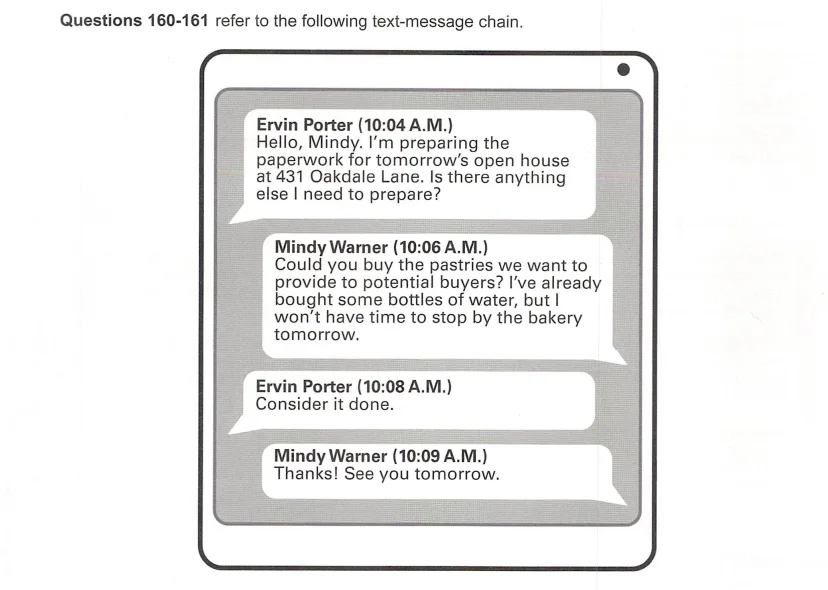 Questions 160-161 refer to the following text-message chain.
Ervin Porter (10:04 A.M.)
Hello, Mindy. I'm preparing the
paperwork for tomorrow's open house
at 431 Oakdale Lane. Is there anything
else I need to prepare?
Mindy Warner (10:06 A.M.)
Could you buy the pastries we want to
provide to potential buyers? I've already
bought some bottles of water, but I
won't have time to stop by the bakery
tomorrow.
Ervin Porter (10:08 A.M.)
Consider it done.
Mindy Warner (10:09 A.M.)
Thanks! See you tomorrow.